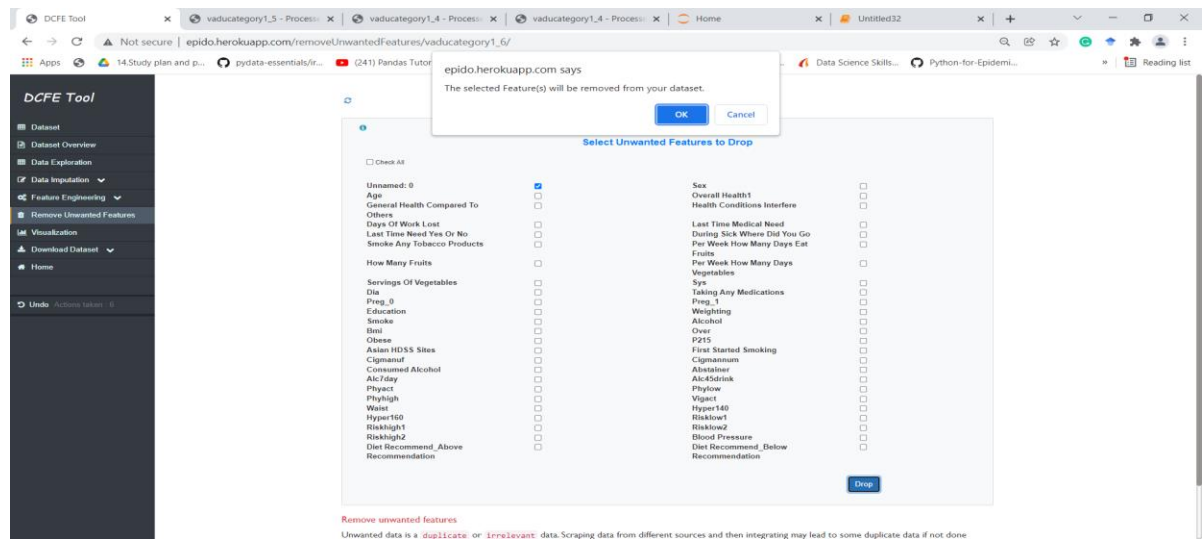 DCFE Tool
vaducategory1_5 - Process
vaducategory1_4 - Process
vaducategory1_4 - Process
Home
Untitled32
Not secure | epido.herokuapp.com/removeUnwantedFeatures/vaducategory1_6/
Apps
14.Study plan and p...
pydata-essentials/ir...
(241) Pandas Tutor
Data Science Skills...
Python-for-Epidemi...
»
Reading list
epido.herokuapp.com says
The selected Feature(s) will be removed from your dataset.
OK Cancel
DCFE Tool
Dataset
Dataset Overview
Data Exploration
Data Imputation
Feature Engineering
Remove Unwanted Features
Visualization
Download Dataset
Home
Undo Actions taken : 6
Select Unwanted Features to Drop
Check All
Unnamed: 0 Sex
Age Overall Health1
General Health Compared To Health Conditions Interfere
Others
Days Of Work Lost Last Time Medical Need
Last Time Need Yes Or No During Sick Where Did You Go
Smoke Any Tobacco Products Per Week How Many Days Eat
Fruits
How Many Fruits Per Week How Many Days
Vegetables
Servings Of Vegetables Sys
Dia Taking Any Medications
Preg_0 Preg_1
Education Weighting
Smoke Alcohol
Bmi Over
Obese P215
Asian HDSS Sites First Started Smoking
Cigmanuf Cigmannum
Consumed Alcohol Abstainer
Alc7day Alc45drink
Phyact Phylow
Phyhigh Vigact
Waist Hyper140
Hyper160 Risklow1
Riskhigh1 Risklow2
Riskhigh2 Blood Pressure
Diet Recommend_Above Diet Recommend_Below
Recommendation Recommendation
Drop
Remove unwanted features
Unwanted data is a duplicate or irrelevant data. Scraping data from different sources and then integrating may lead to some duplicate data if not done